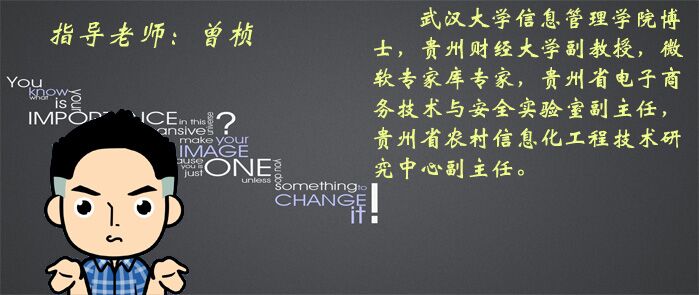 指导老师：曾桢
武汉大学信息管理学院博
士，贵州财经大学副教授，微
软专家库专家，贵州省电子商
务技术与安全实验室副主任，
贵州省农村信息化工程技术研
究中心副主任。
You
know
what
your
is
IMPORTANCE
in this
universe
ansive
?
make your
IMAGE
ause
you is
just
ONE
unless
you do
something to
CHANGE
it!